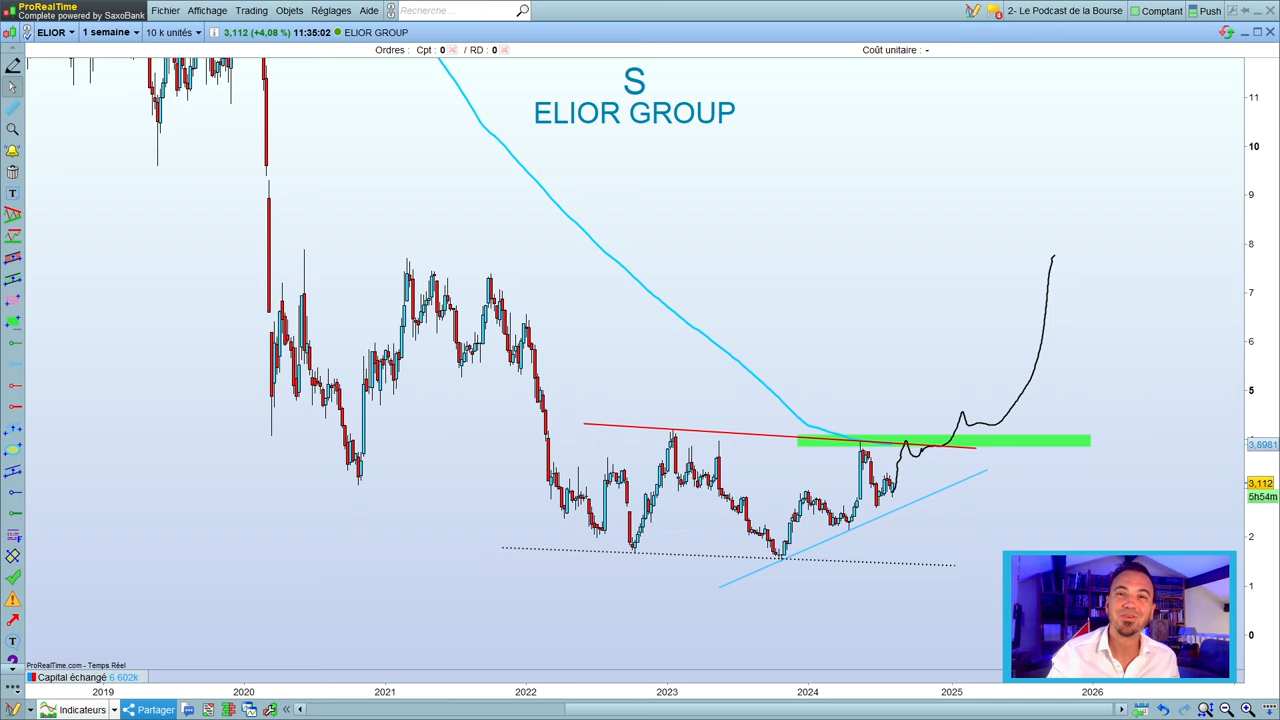 ProRealTime
Complete powered by SaxoBank
Fichier Affichage Trading Objets Réglages Aide
Recherche ...
2- Le Podcast de la Bourse
Comptant
Push
ELIOR
1 semaine
10 k unités
3,112 (+4,08 %) 11:35:02
ELIOR GROUP
Ordres : Cpt : 0 / RD : 0
Coût unitaire : -
S
ELIOR GROUP
11
10
9
8
7
6
5
3,8981
3,112
5h54m
2
1
0
ProRealTime.com - Temps Réel
Capital échangé 6 602k
2019 2020 2021 2022 2023 2024 2025 2026
Indicateurs
Partager